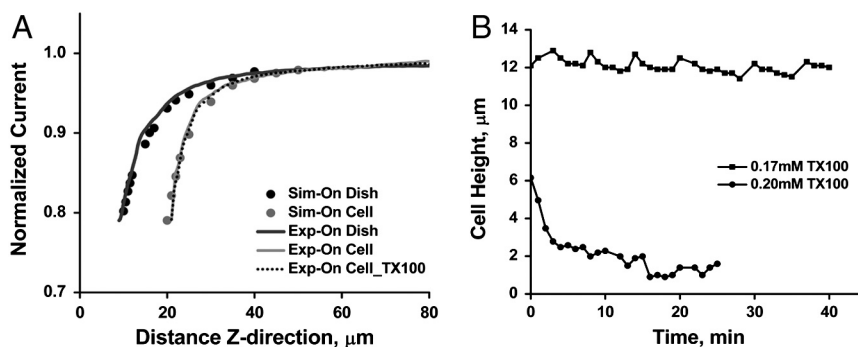 A
Normalized Current
1.0
0.9
0.8
0.7
0
20
40
60
80
Distance Z-direction, μm
Sim-On Dish
Sim-On Cell
Exp-On Dish
Exp-On Cell
Exp-On Cell_TX100
B
Cell Height, μm
14
12
10
8
6
4
2
0
0
10
20
30
40
Time, min
0.17mM TX100
0.20mM TX100